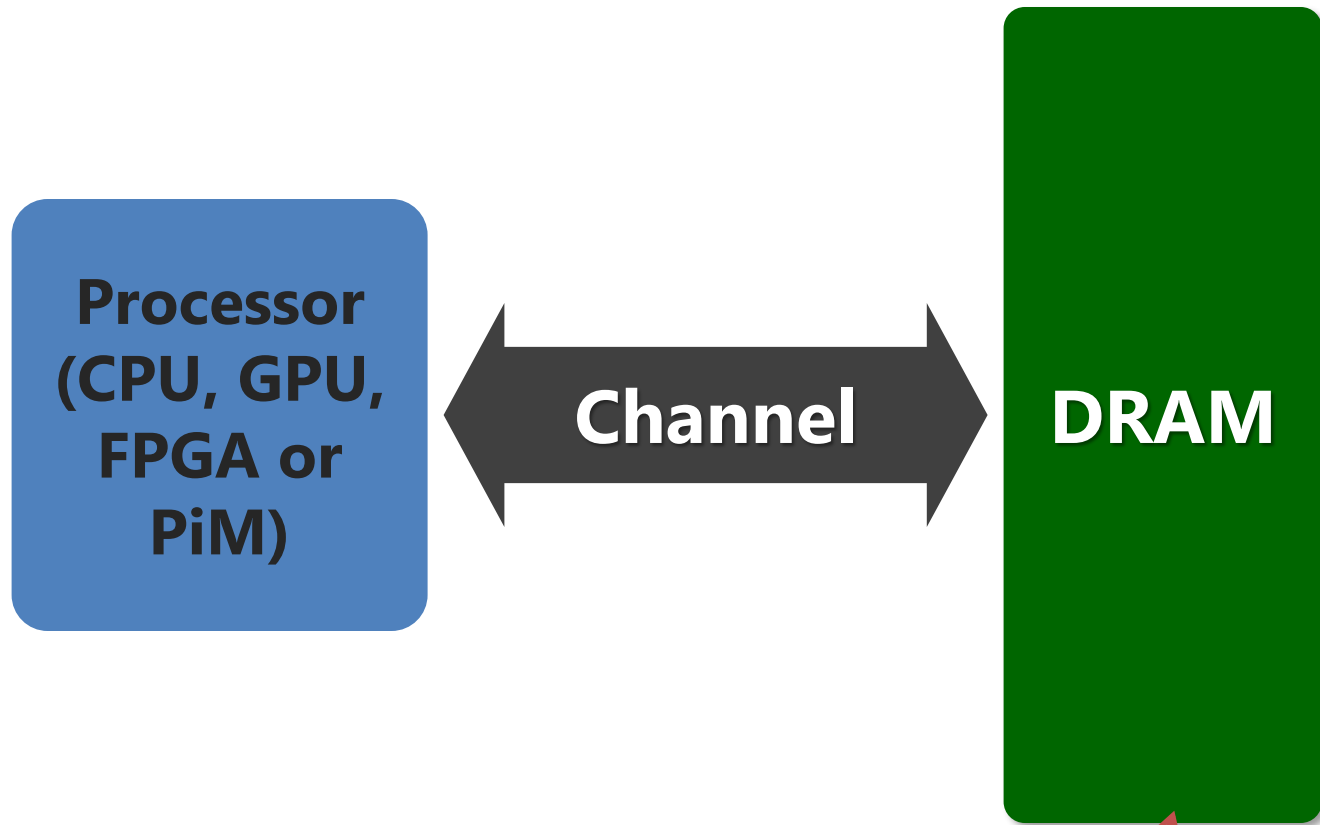 Processor
(CPU, GPU,
FPGA or
PiM)
Channel
DRAM